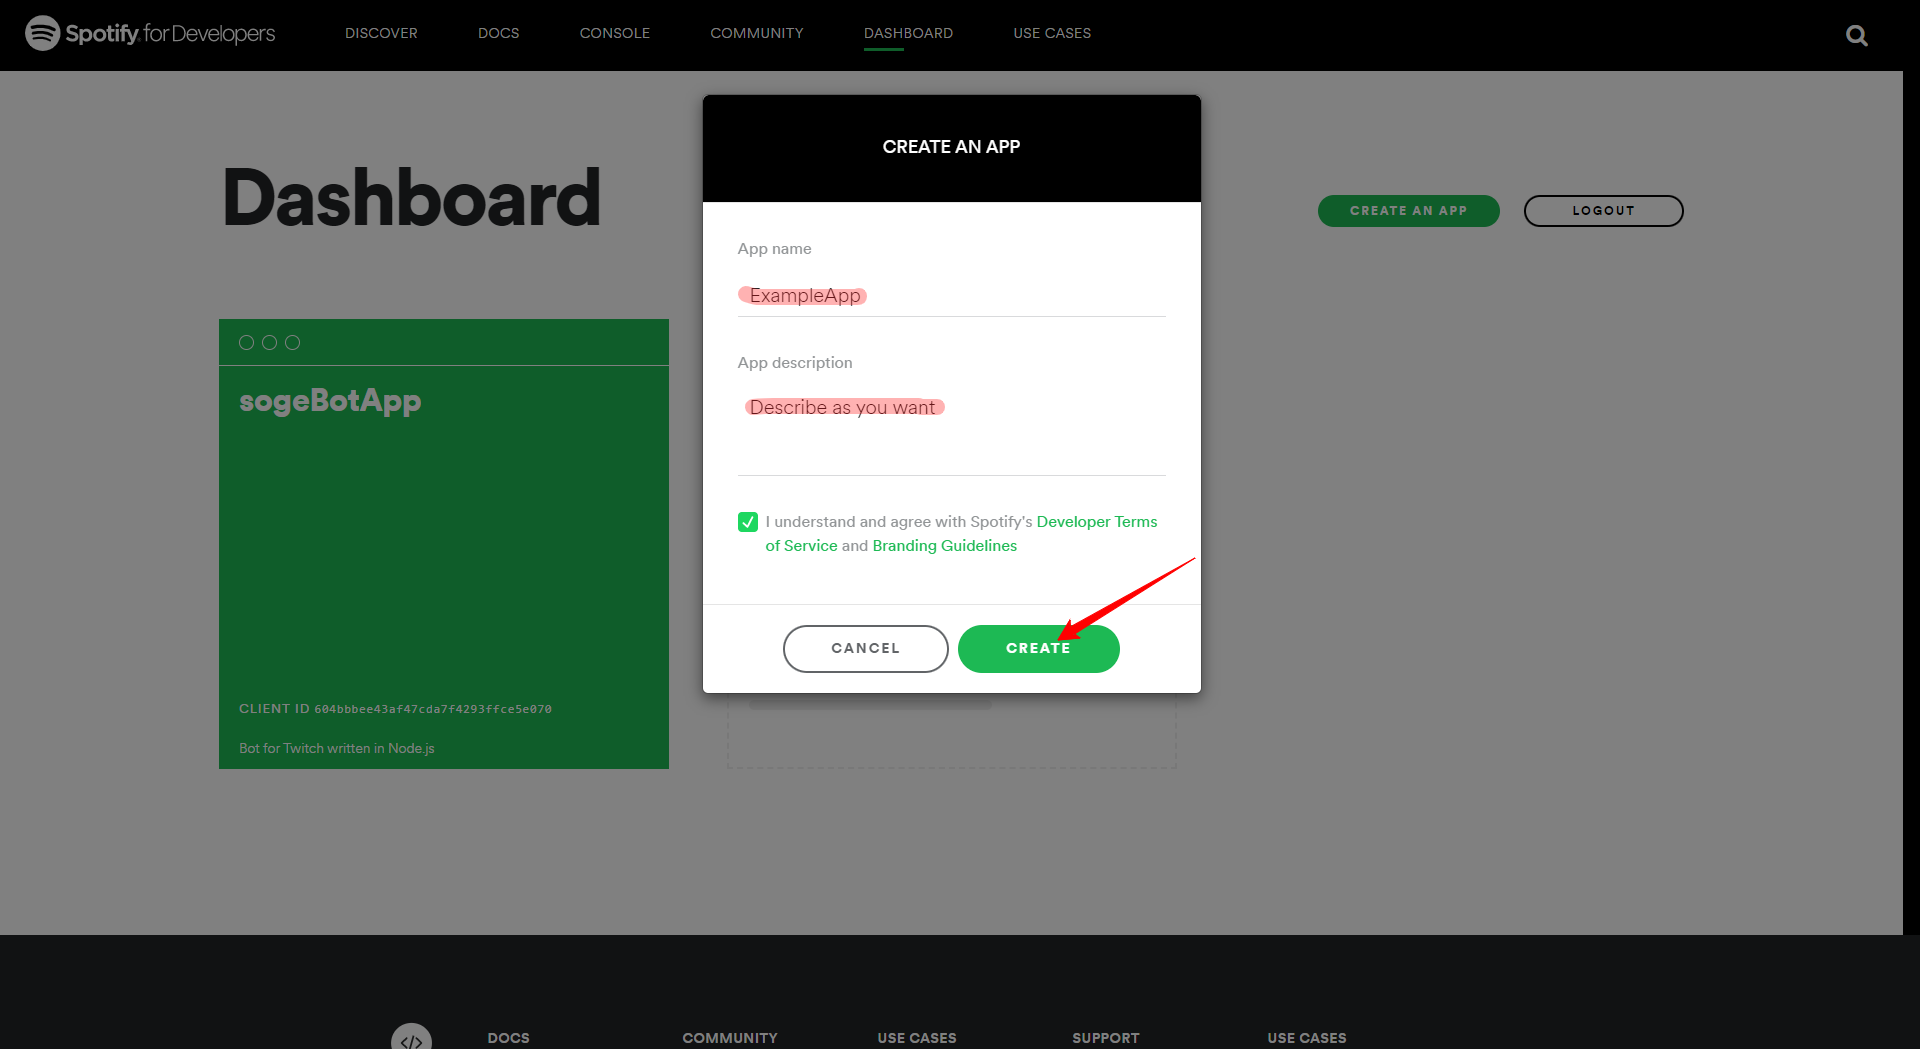 Spotify for Developers
DISCOVER
DOCS
CONSOLE
COMMUNITY
DASHBOARD
USE CASES
CREATE AN APP
Dashboard
CREATE AN APP
LOGOUT
App name
ExampleApp
App description
Describe as you want
sogeBotApp
I understand and agree with Spotify's Developer Terms
of Service and Branding Guidelines
CANCEL
CREATE
CLIENT ID 604bbbee43af47cda7f4293ffce5e070
Bot for Twitch written in Node.js
</>
DOCS
COMMUNITY
USE CASES
SUPPORT
USE CASES